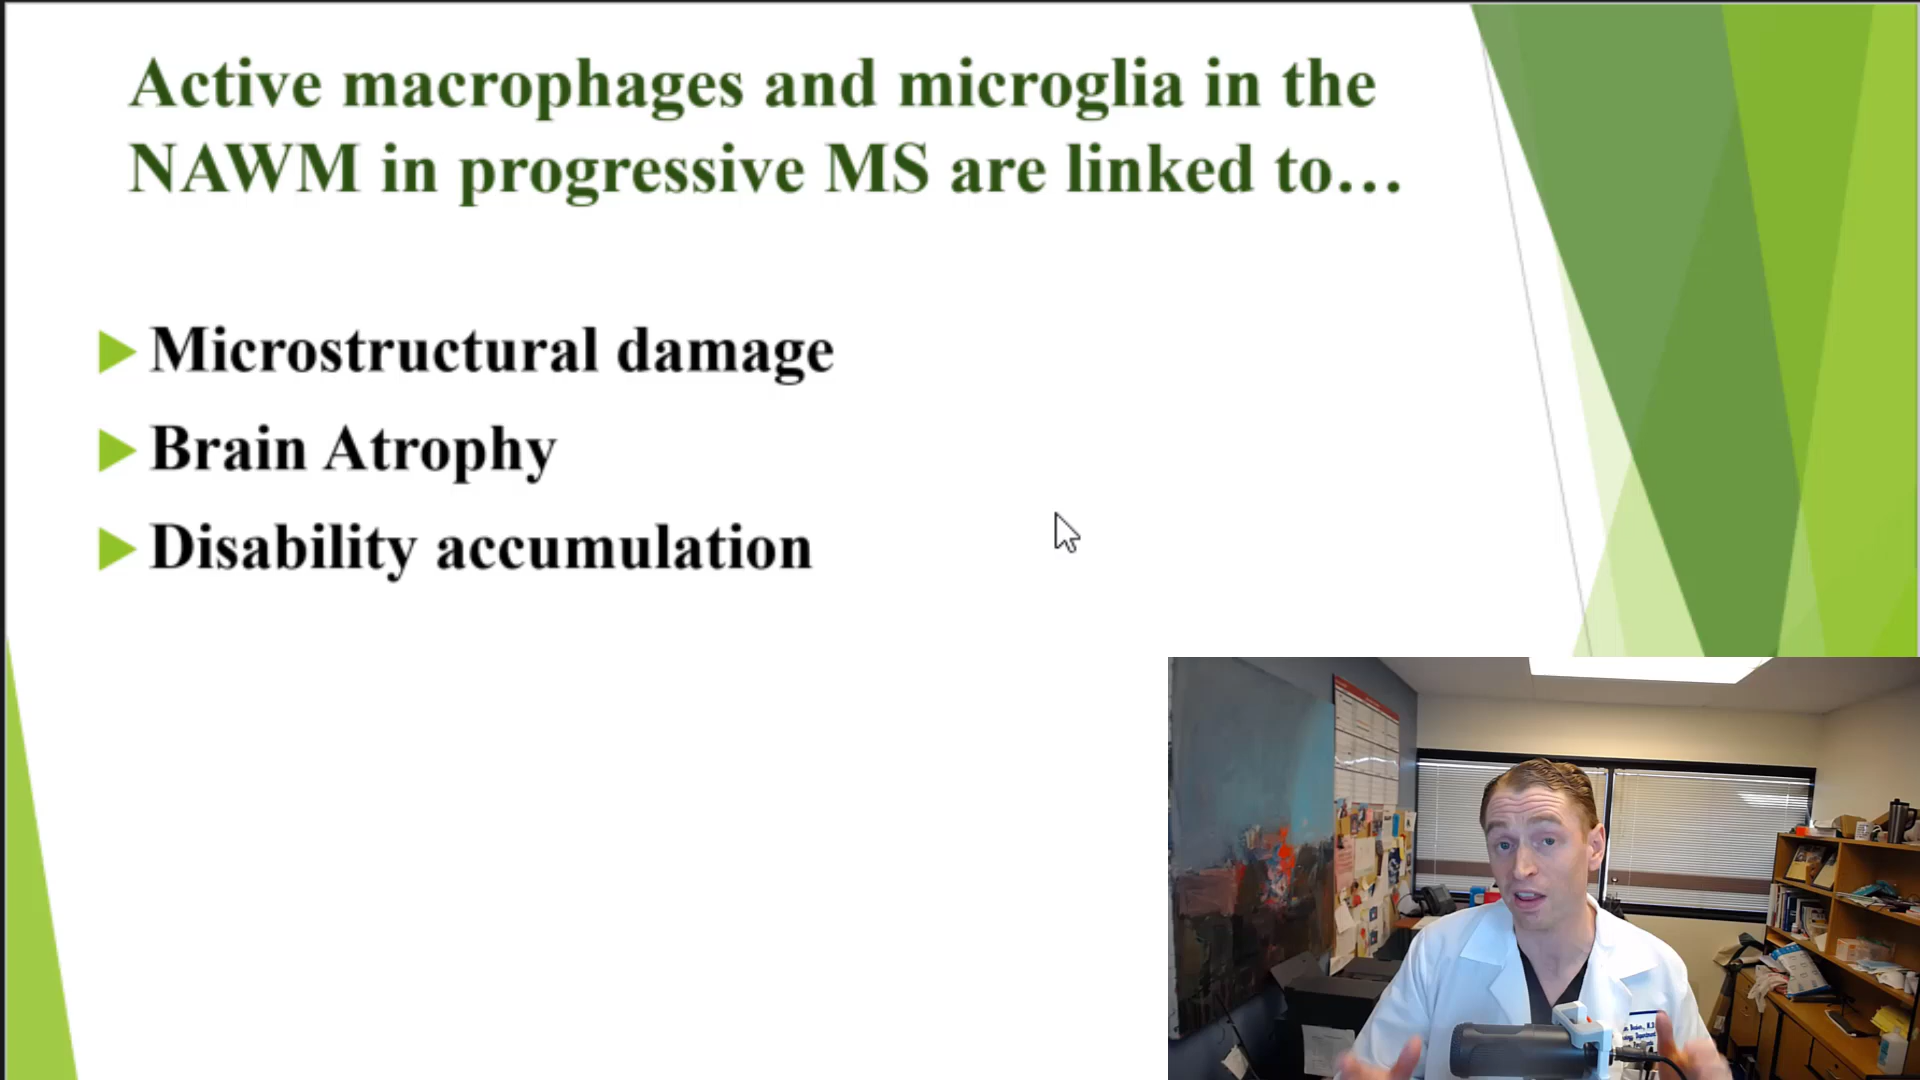 Active macrophages and microglia in the
NAWM in progressive MS are linked to…
Microstructural damage
Brain Atrophy
Disability accumulation